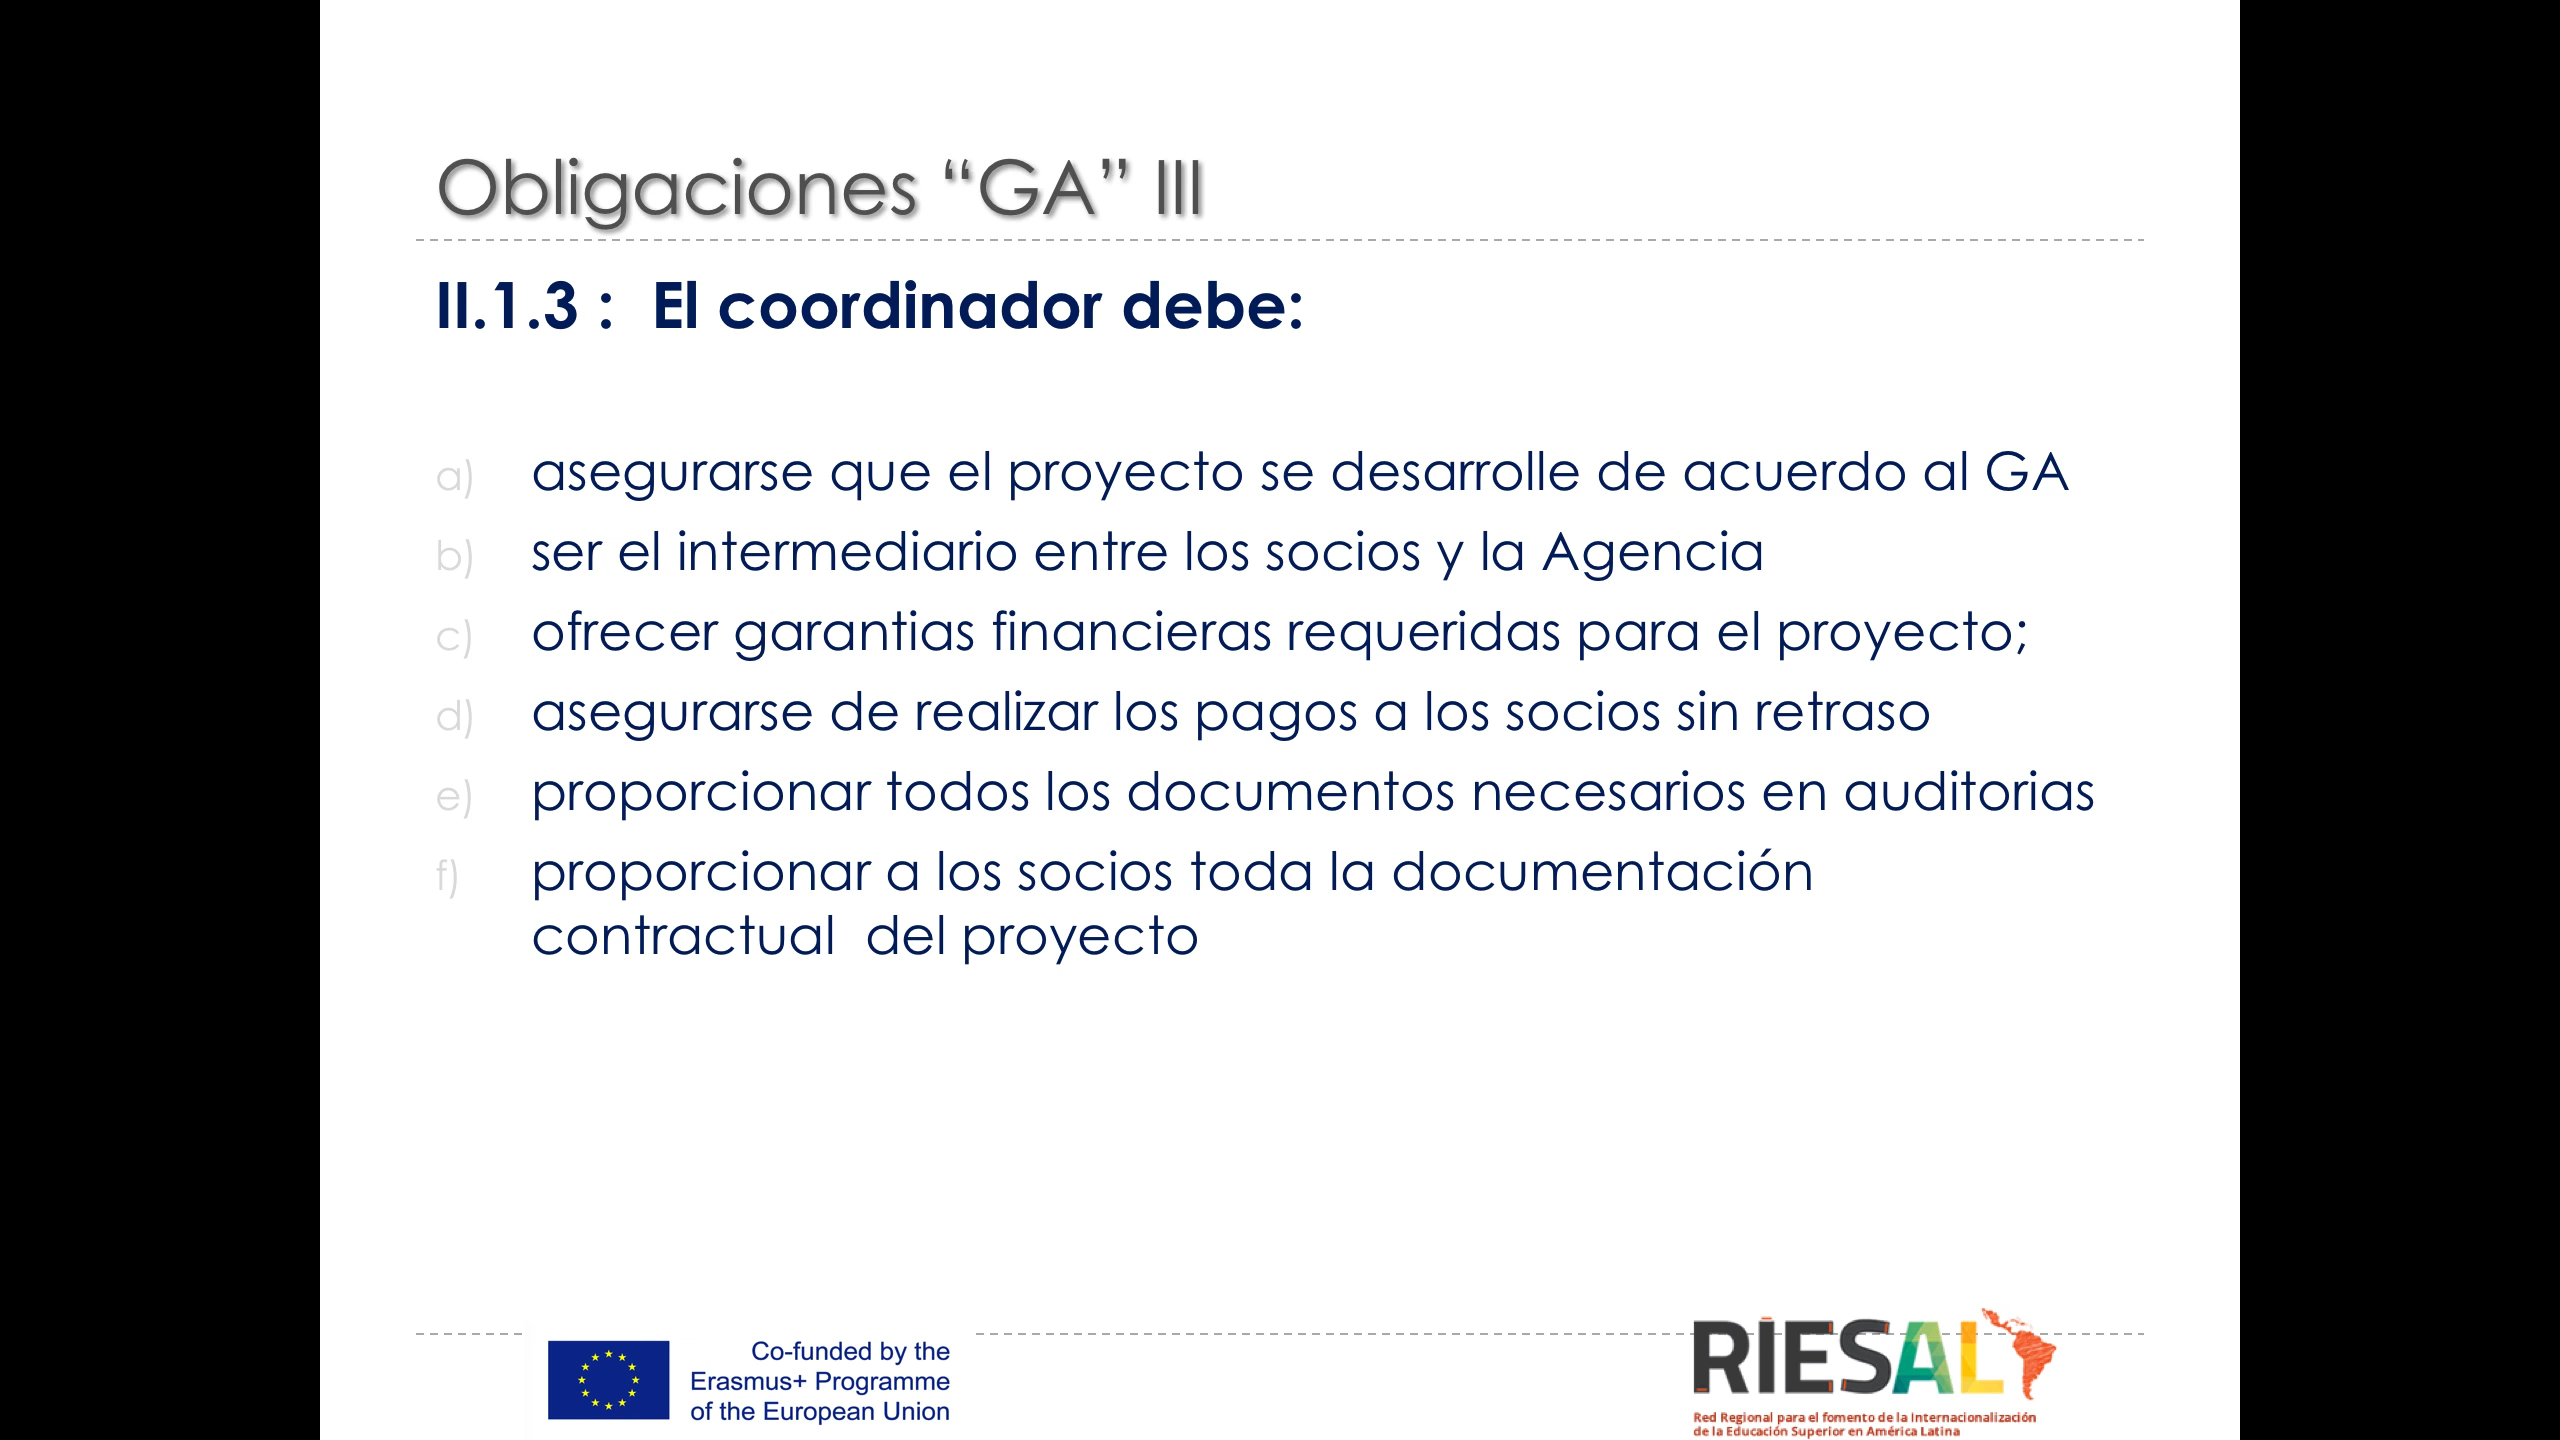 Obligaciones “GA” III
II.1.3 :  El coordinador debe:
a) asegurarse que el proyecto se desarrolle de acuerdo al GA
b) ser el intermediario entre los socios y la Agencia
c) ofrecer garantias financieras requeridas para el proyecto;
d) asegurarse de realizar los pagos a los socios sin retraso
e) proporcionar todos los documentos necesarios en auditorias
f) proporcionar a los socios toda la documentación
contractual  del proyecto
Co-funded by the
Erasmus+ Programme
of the European Union
RIESAL
Red Regional para el fomento de la Internacionalización
de la Educación Superior en América Latina